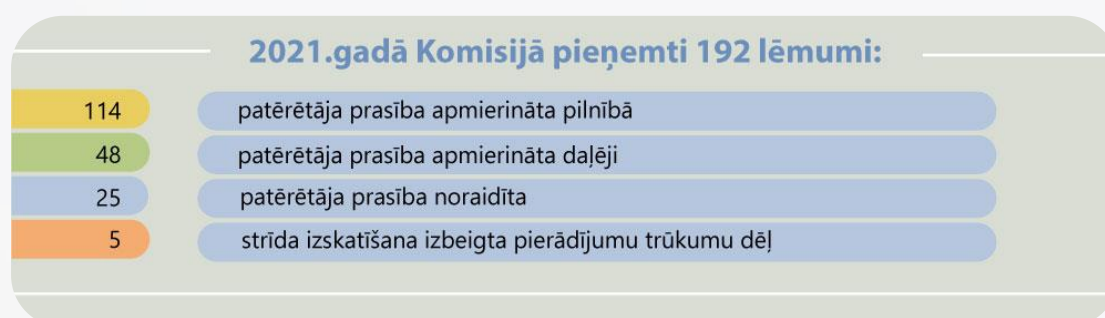 2021.gadā Komisijā pieņemti 192 lēmumi:
114 patērētāja prasība apmierināta pilnībā
48 patērētāja prasība apmierināta daļēji
25 patērētāja prasība noraidīta
5 strīda izskatīšana izbeigta pierādījumu trūkumu dēļ